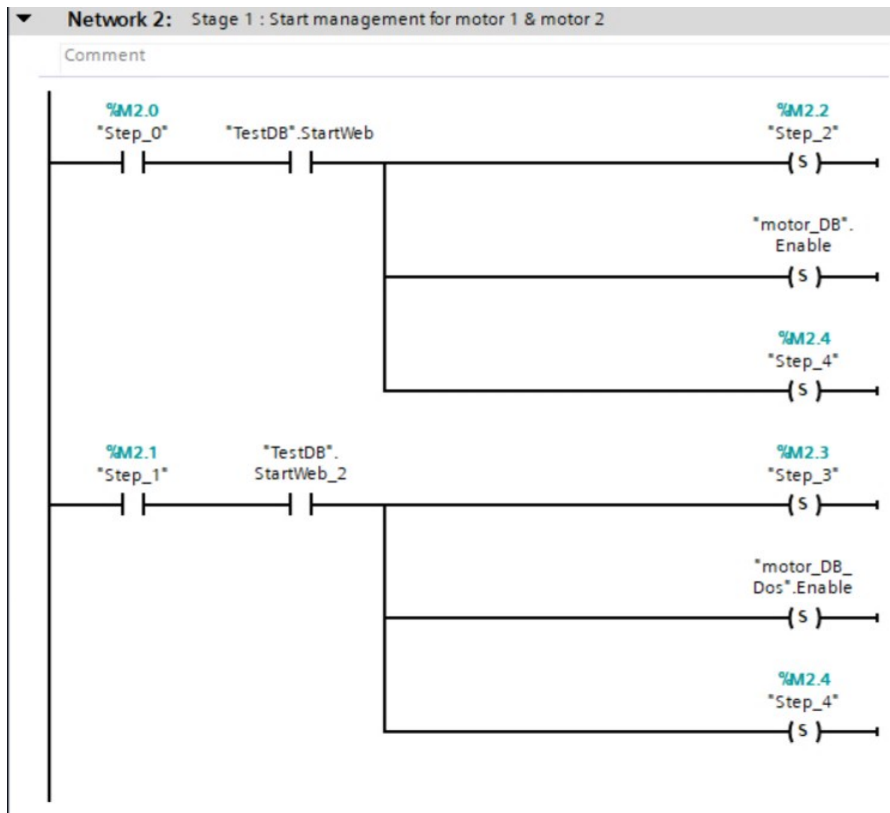 Network 2: Stage 1 : Start management for motor 1 & motor 2
Comment
%M2.0
"Step_0"
"TestDB".StartWeb
%M2.2
"Step_2"
S
"motor_DB".
Enable
S
%M2.4
"Step_4"
S
%M2.1
"Step_1"
"TestDB".
StartWeb_2
%M2.3
"Step_3"
S
"motor_DB_
Dos".Enable
S
%M2.4
"Step_4"
S